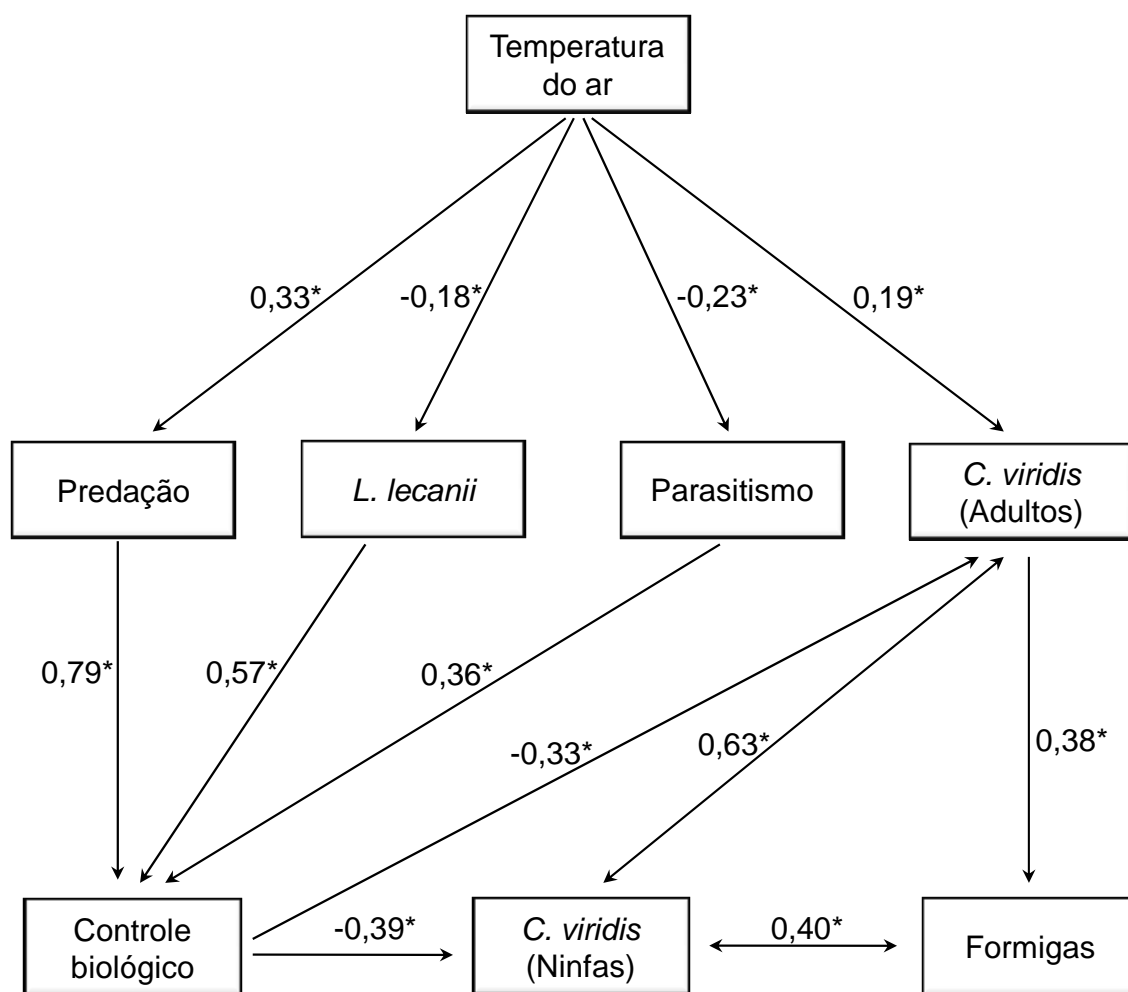 Temperatura
do ar
0,33*
-0,18*
-0,23*
0,19*
Predação
L. lecanii
Parasitismo
C. viridis
(Adultos)
0,79*
0,57*
0,36*
-0,33*
0,63*
0,38*
Controle
biológico
-0,39*
C. viridis
(Ninfas)
0,40*
Formigas